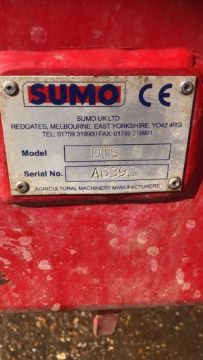 SUMO CE
SUMO UK LTD
REDGATES, MELBOURNE, EAST YORKSHIRE, YO42 4RG
TEL: 01759 319900 FAX: 01759 319901
Model DTS 3
Serial No. A6392
AGRICULTURAL MACHINERY MANUFACTURERS